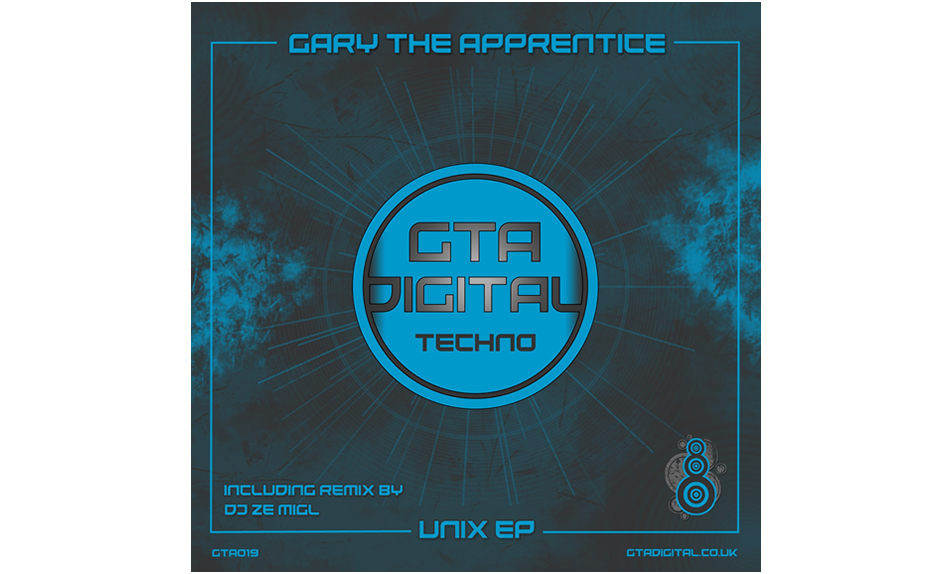 GARY THE APPRENTICE
GTA
DIGITAL
TECHNO
INCLUDING REMIX BY
DJ ZE MIGL
UNIX EP
GTA019
GTADIGITAL.CO.UK